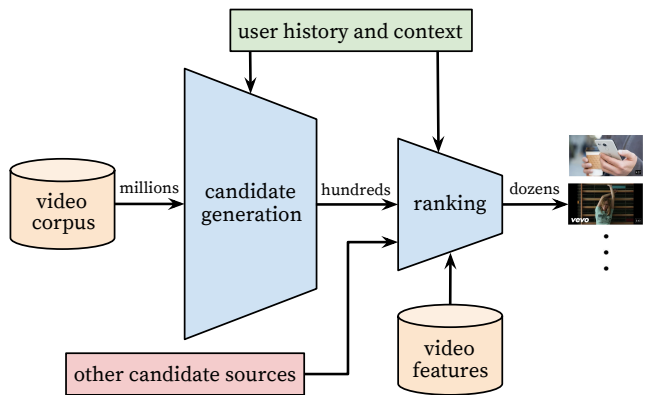 user history and context
millions
candidate
generation
hundreds
ranking
dozens
video
corpus
vevo
other candidate sources
video
features